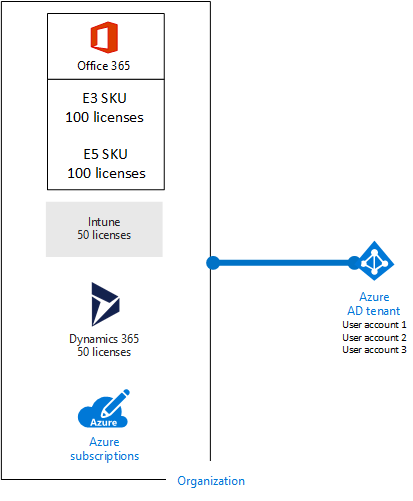 Office 365
E3 SKU
100 licenses
E5 SKU
100 licenses
Intune
50 licenses
Dynamics 365
50 licenses
Azure
Azure
subscriptions
Organization
Azure
AD tenant
User account 1
User account 2
User account 3